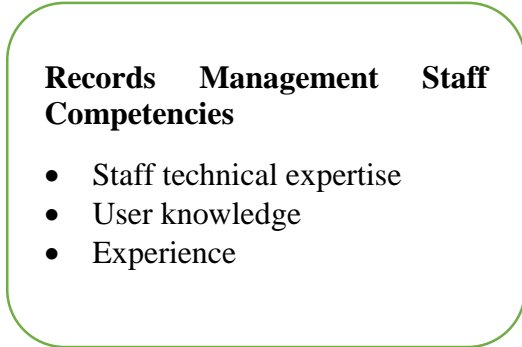 Records Management Staff
Competencies
• Staff technical expertise
• User knowledge
• Experience